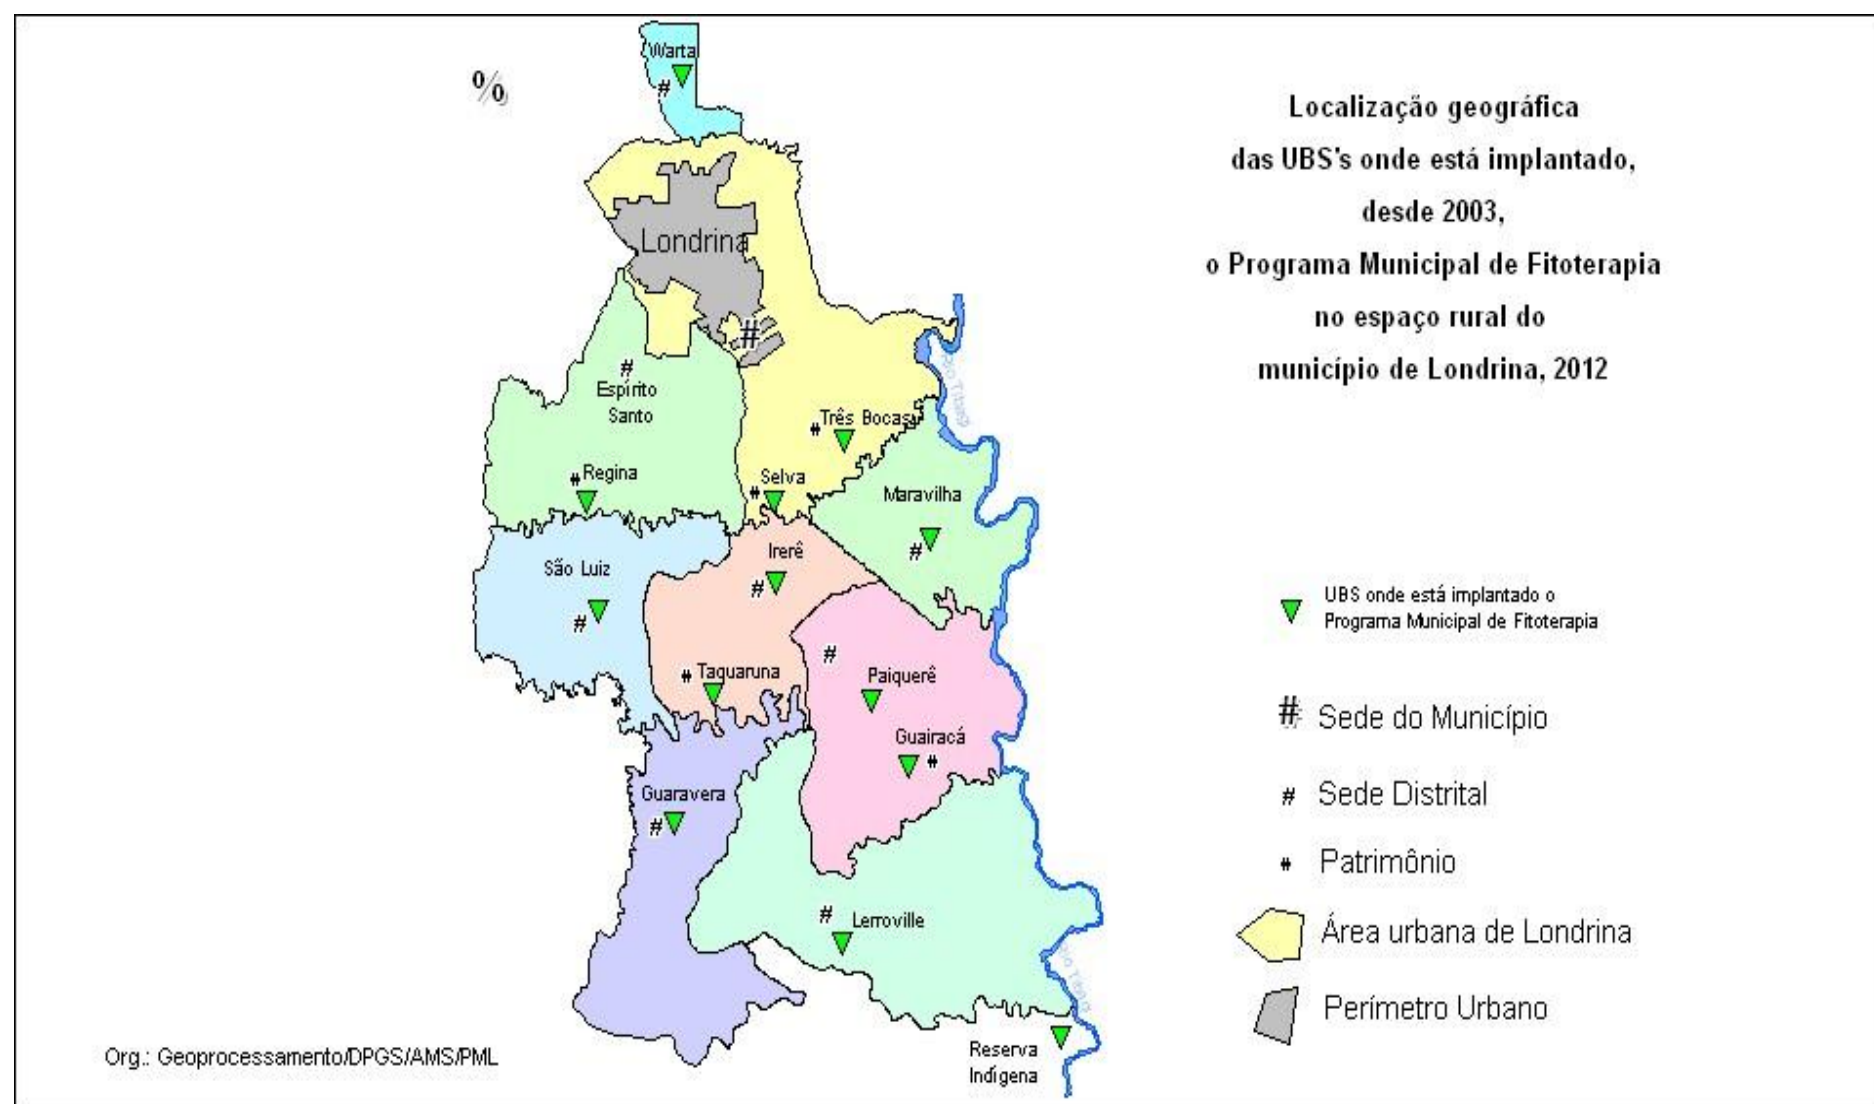 Warta
#
%
Localização geográfica
das UBS's onde está implantado,
desde 2003,
o Programa Municipal de Fitoterapia
no espaço rural do
município de Londrina, 2012
Londrina
#
#
Espírito
Santo
# Três Bocas
# Regina
# Selva
Maravilha
#
Irerê
#
São Luiz
#
#
# Taquaruna
Paiquerê
Guairacá
#
Guaravera
#
# Lerroville
Reserva
Indígena
UBS onde está implantado o
Programa Municipal de Fitoterapia
# Sede do Município
# Sede Distrital
# Patrimônio
Área urbana de Londrina
Perímetro Urbano
Org.: Geoprocessamento/DPGS/AMS/PML